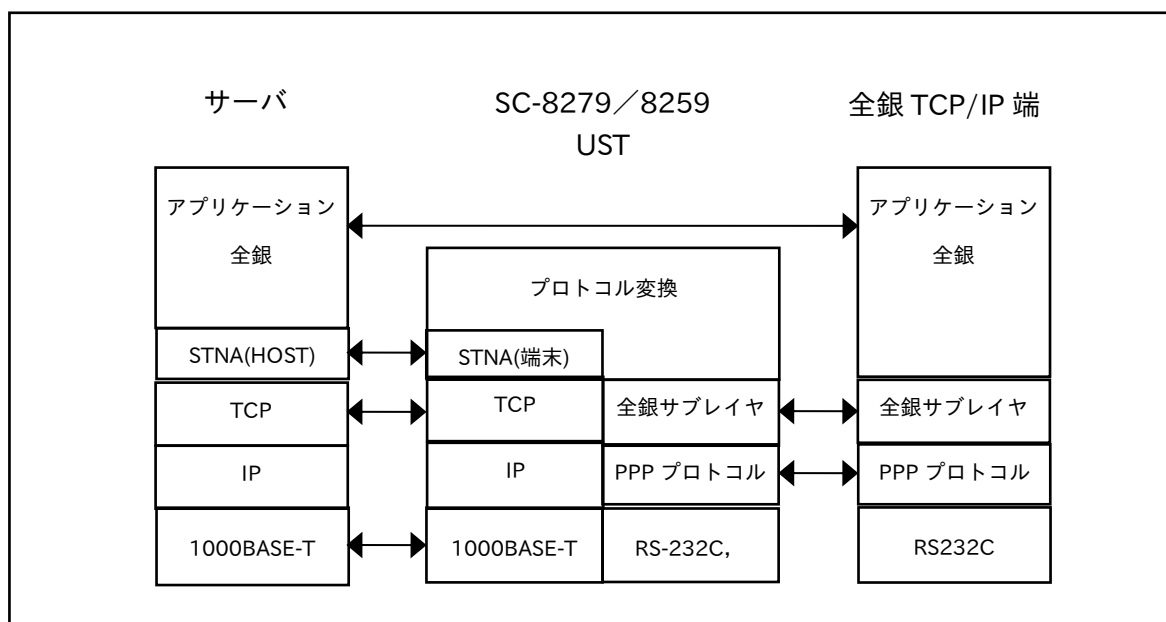 サーバ
SC-8279／8259
UST
全銀 TCP/IP 端
アプリケーション
全銀
プロトコル変換
アプリケーション
全銀
STNA(HOST)
STNA(端末)
TCP
TCP
全銀サブレイヤ
全銀サブレイヤ
IP
IP
PPP プロトコル
PPP プロトコル
1000BASE-T
1000BASE-T
RS-232C,
RS232C